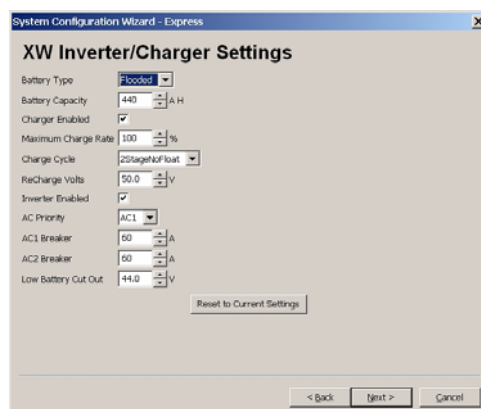 System Configuration Wizard - Express
XW Inverter/Charger Settings
Battery Type Flooded
Battery Capacity 440 A H
Charger Enabled
Maximum Charge Rate 100 %
Charge Cycle 2StageNoFloat
ReCharge Volts 50.0 V
Inverter Enabled
AC Priority AC1
AC1 Breaker 60 A
AC2 Breaker 60 A
Low Battery Cut Out 44.0 V
Reset to Current Settings
< Back Next > Cancel